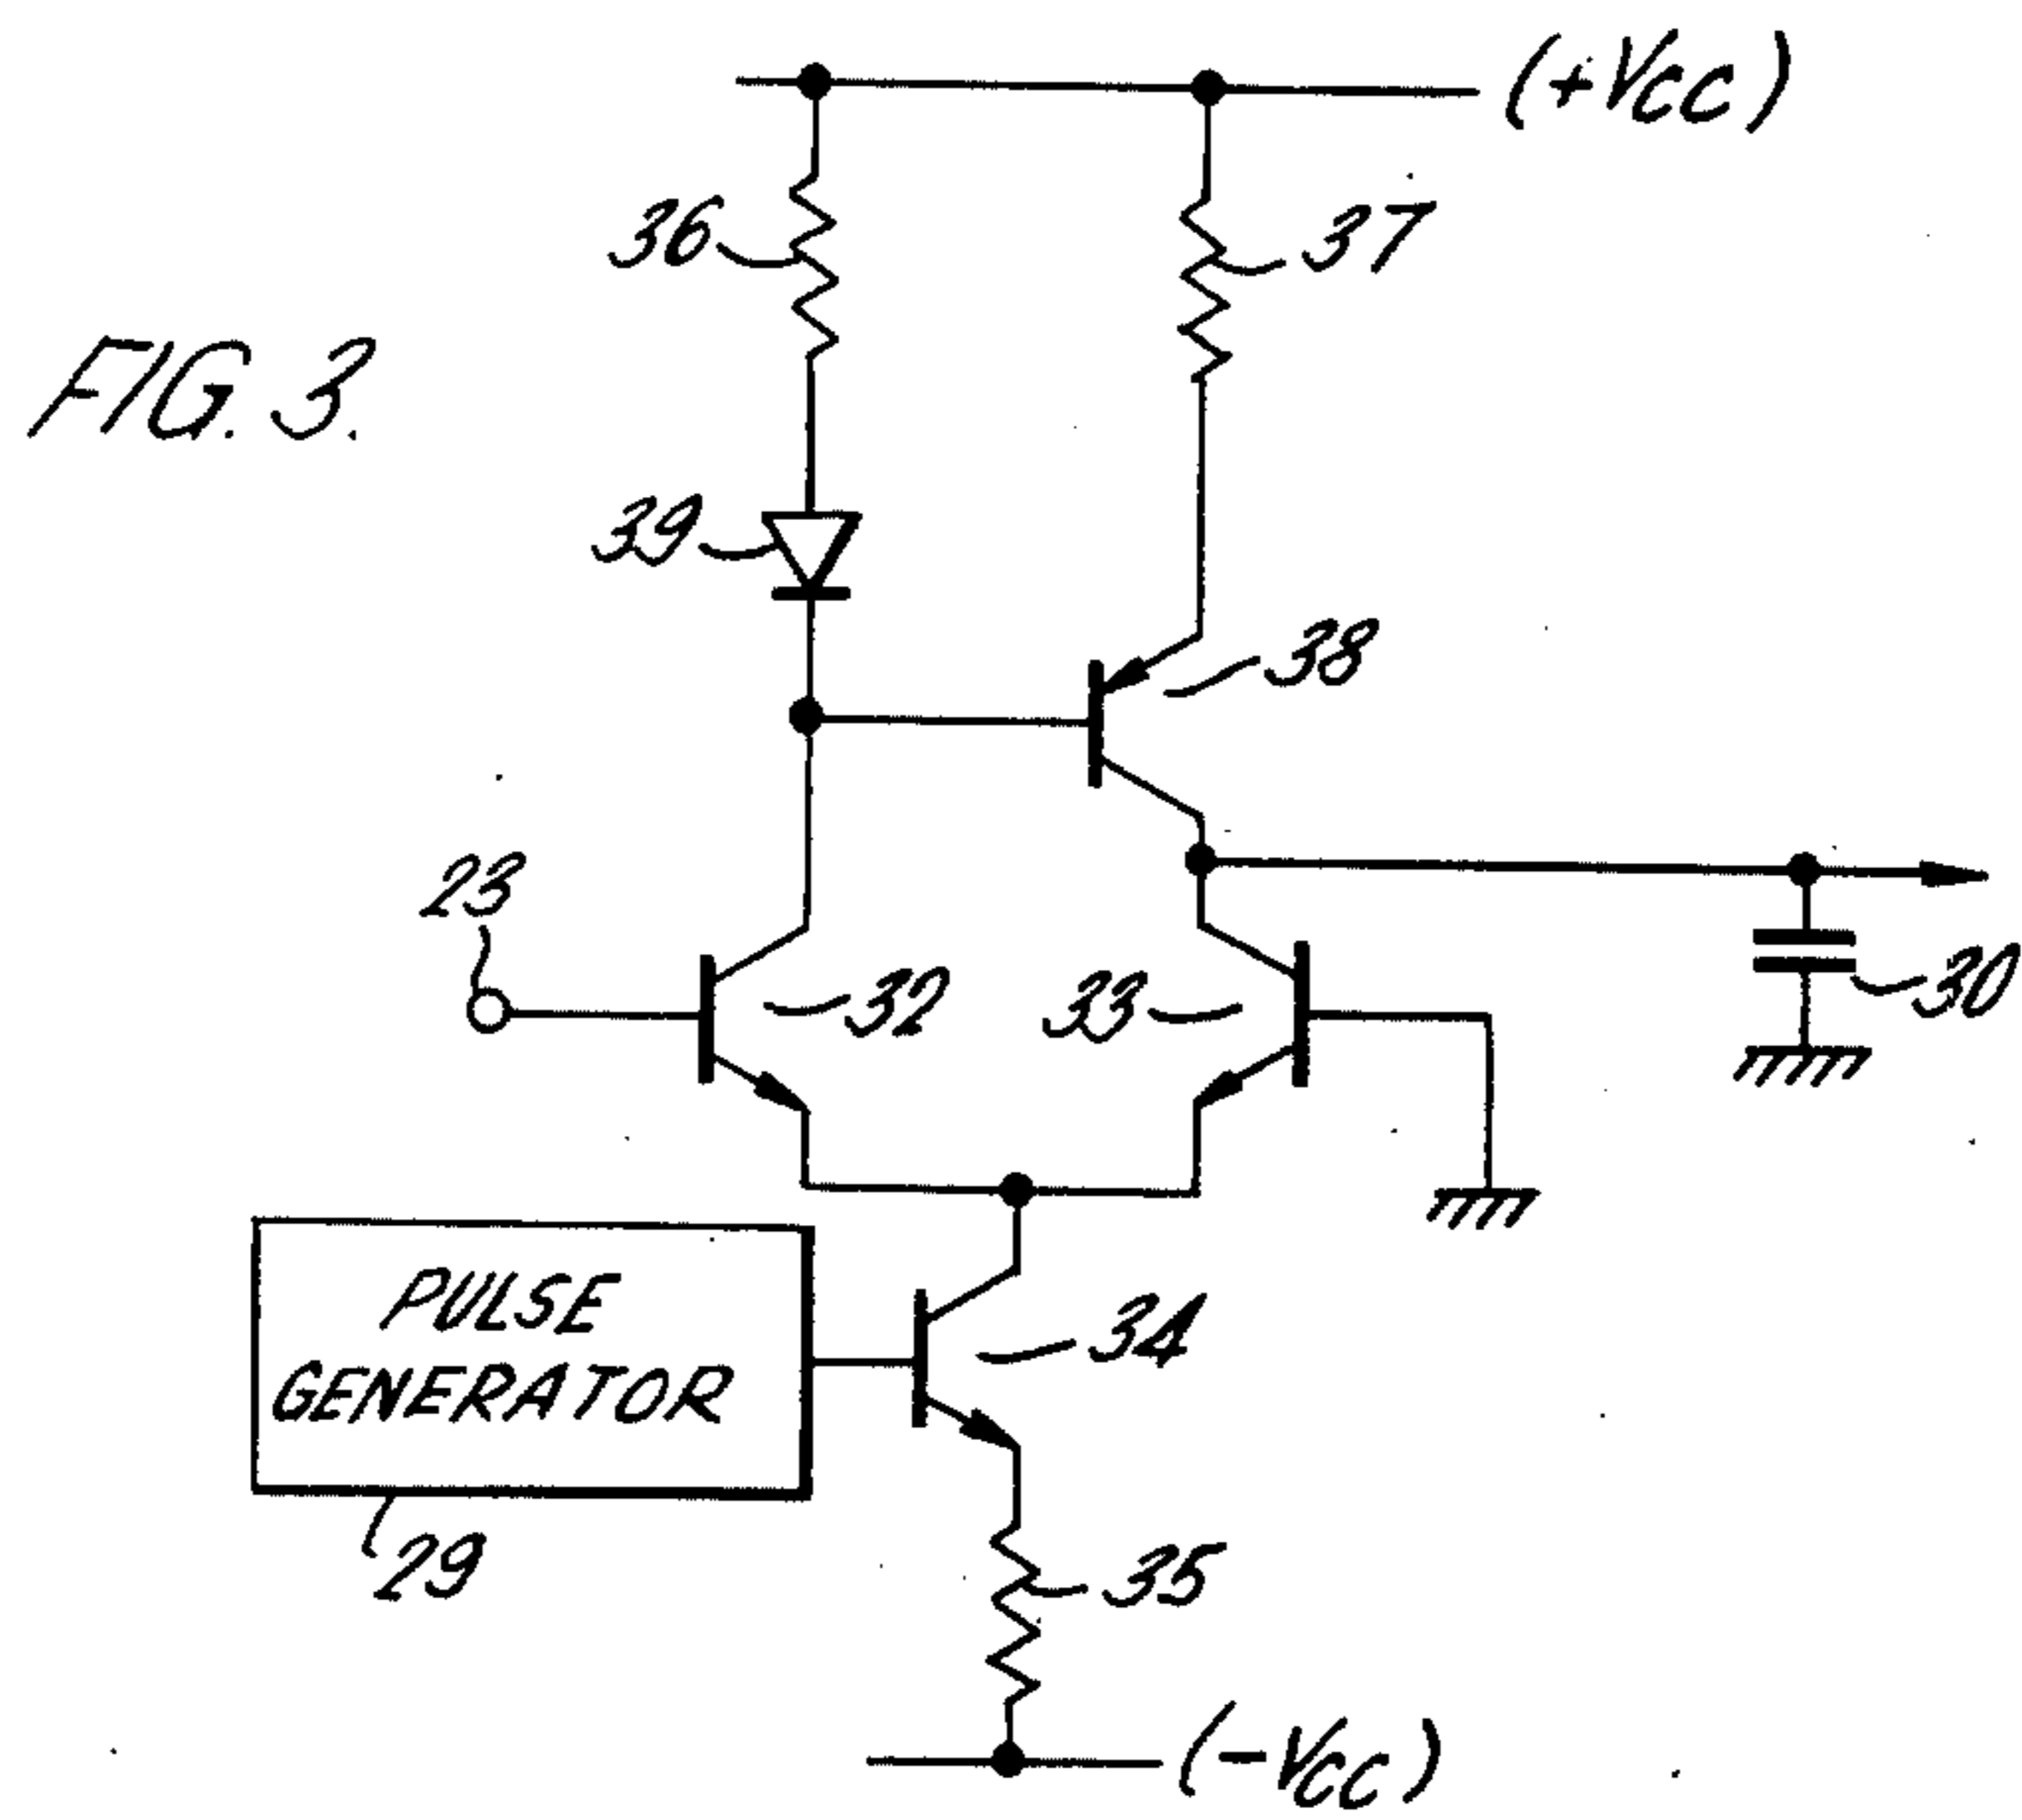 (+VCC)
36
37
FIG. 3.
39
38
23
32
33
30
PULSE
GENERATOR
34
29
35
(-VCC)